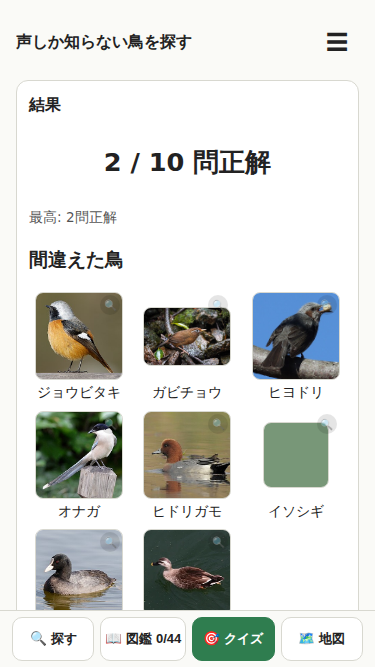 声しか知らない鳥を探す
結果
2 / 10 問正解
最高: 2問正解
間違えた鳥
ジョウビタキ
ガビチョウ
ヒヨドリ
オナガ
ヒドリガモ
イソシギ
探す
図鑑 0/44
クイズ
地図